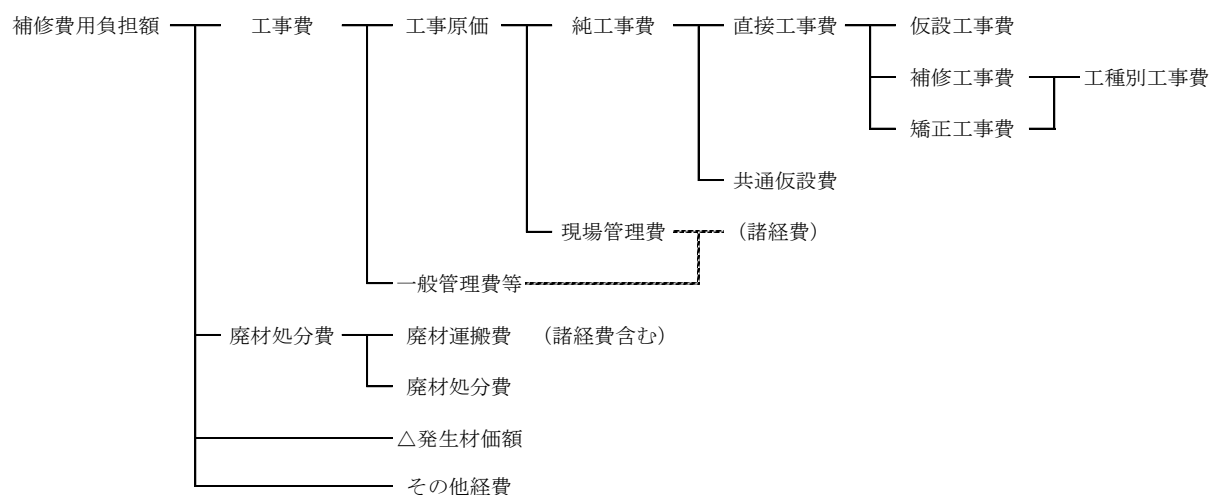 補修費用負担額 工事費 工事原価 純工事費 直接工事費 仮設工事費
補修工事費 工種別工事費
矯正工事費
共通仮設費
現場管理費 （諸経費）
一般管理費等
廃材処分費 廃材運搬費 （諸経費含む）
廃材処分費
△発生材価額
その他経費